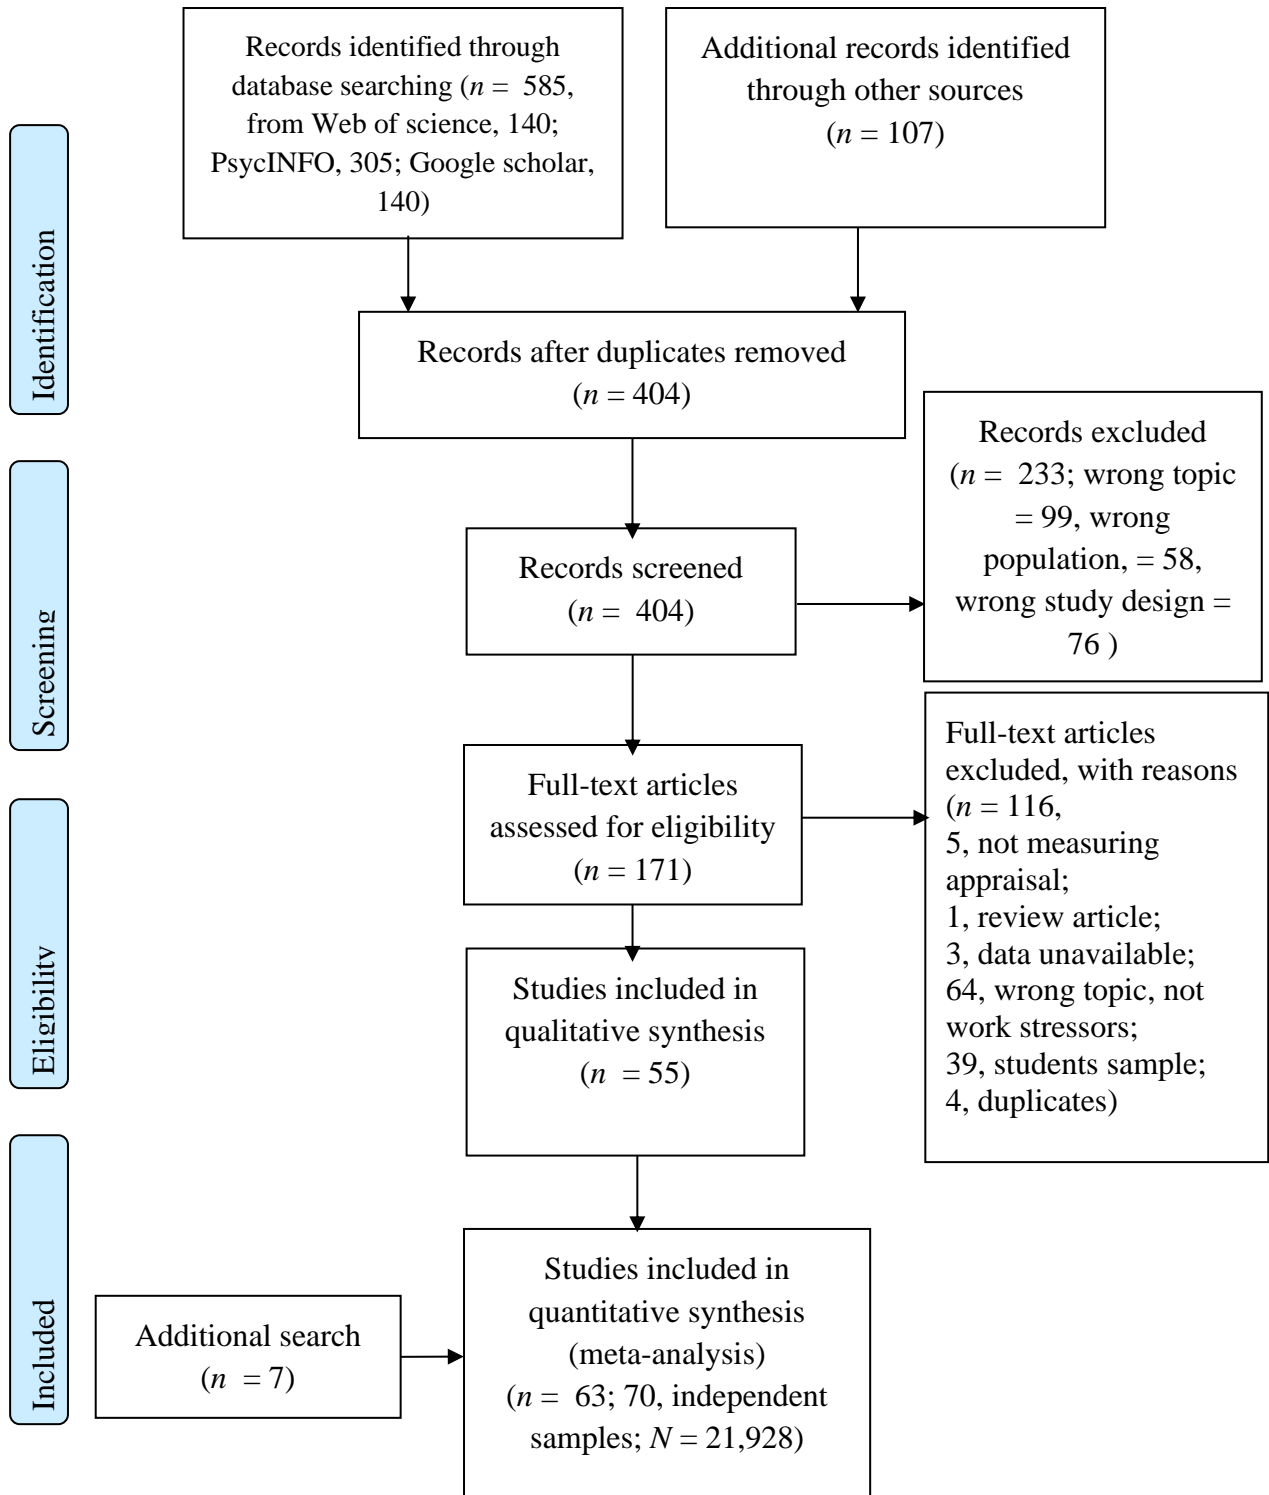 Records identified through
database searching (n = 585,
from Web of science, 140;
PsycINFO, 305; Google scholar,
140)
Additional records identified
through other sources
(n = 107)
Identification
Records after duplicates removed
(n = 404)
Records excluded
(n = 233; wrong topic
= 99, wrong
population, = 58,
wrong study design =
76 )
Screening
Records screened
(n = 404)
Full-text articles
assessed for eligibility
(n = 171)
Full-text articles
excluded, with reasons
(n = 116,
5, not measuring
appraisal;
1, review article;
3, data unavailable;
64, wrong topic, not
work stressors;
39, students sample;
4, duplicates)
Eligibility
Studies included in
qualitative synthesis
(n = 55)
Included
Additional search
(n = 7)
Studies included in
quantitative synthesis
(meta-analysis)
(n = 63; 70, independent
samples; N = 21,928)